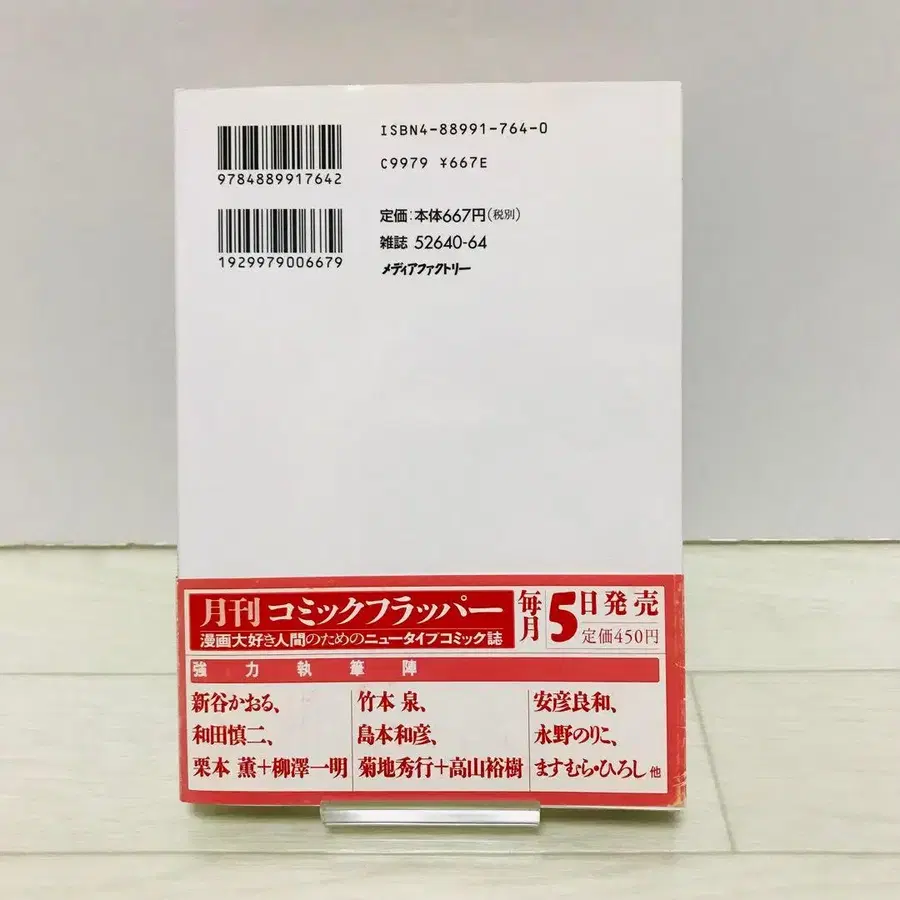 9784889917642
ISBN4-88991-764-0
C9979 ¥667E
1929979006679
定価:本体667円(税別)
雑誌 52640-64
メディアファクトリー
月刊 コミックフラッパー
漫画大好き人間のためのニュータイプコミック誌
毎月5日発売
定価450円
強力執筆陣
新谷かおる、
和田慎二、
栗本 薫+柳澤一明
竹本 泉、
島本和彦、
菊地秀行+高山裕樹
安彦良和、
永野のりこ、
ますむら・ひろし 他